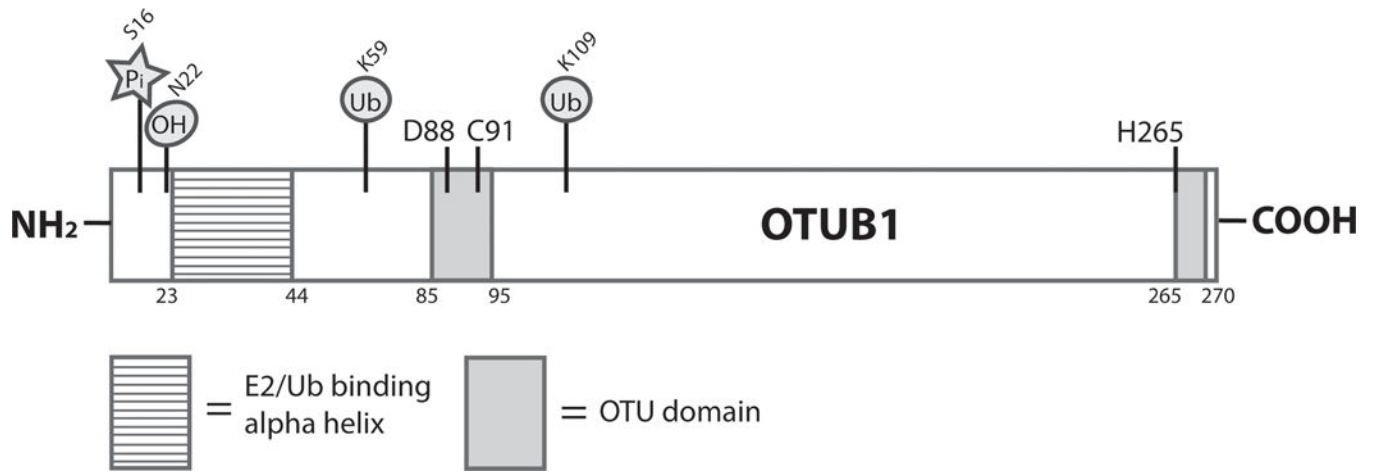 S16
Pi
N22
OH
K59
Ub
K109
Ub
D88 C91
H265
NH2
OTUB1
COOH
23 44 85 95 265 270
E2/Ub binding
= alpha helix
= OTU domain